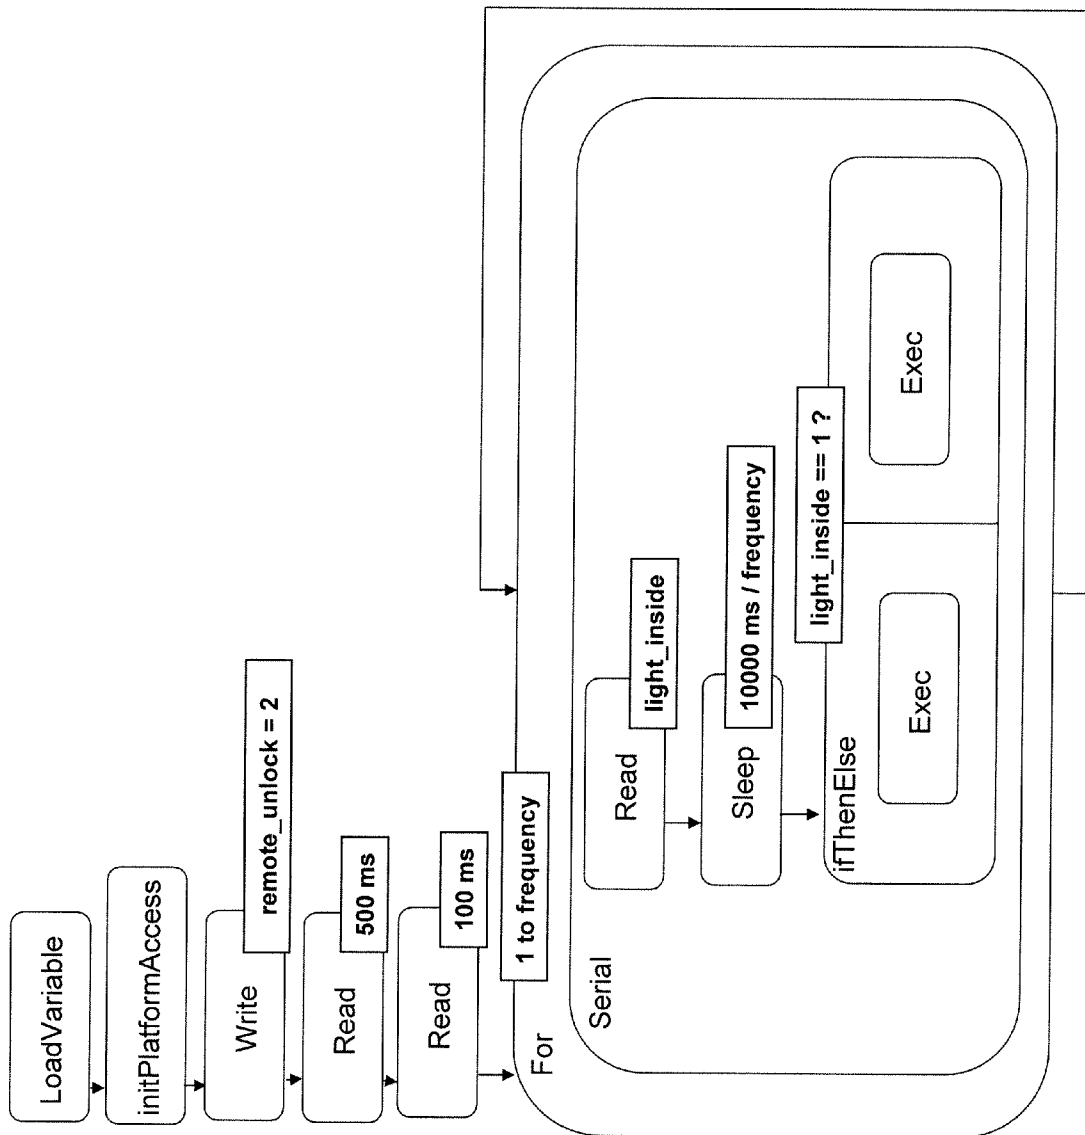 LoadVariable
initPlatformAccess
Write
remote_unlock = 2
Read
500 ms
Read
100 ms
For
1 to frequency
Serial
Read
light_inside
Sleep
10000 ms / frequency
ifThenElse
light_inside == 1 ?
Exec
Exec